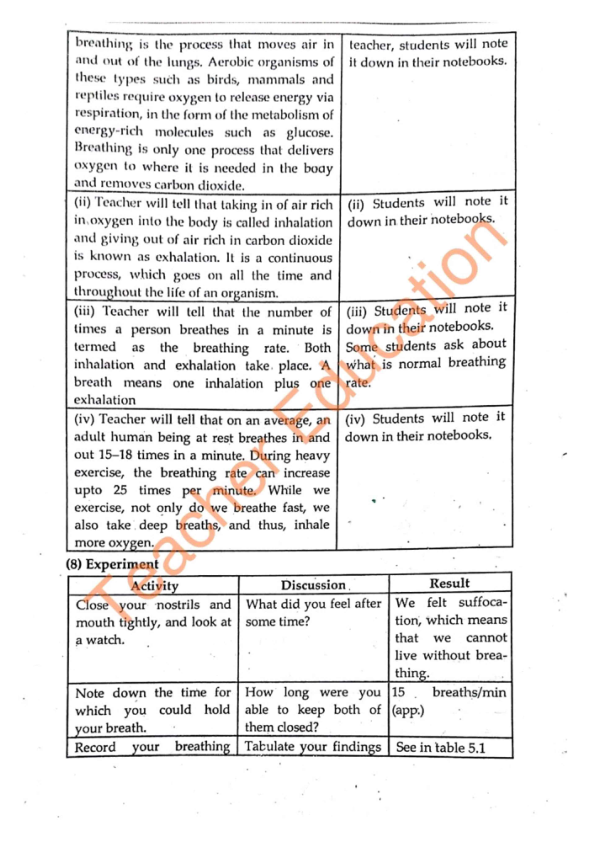 breathing is the process that moves air in
and out of the lungs. Aerobic organisms of
these types such as birds, mammals and
reptiles require oxygen to release energy via
respiration, in the form of the metabolism of
energy-rich molecules such as glucose.
Breathing is only one process that delivers
oxygen to where it is needed in the body
and removes carbon dioxide.
teacher, students will note
it down in their notebooks.
(ii) Teacher will tell that taking in of air rich
in oxygen into the body is called inhalation
and giving out of air rich in carbon dioxide
is known as exhalation. It is a continuous
process, which goes on all the time and
throughout the life of an organism.
(ii) Students will note it
down in their notebooks.
(iii) Teacher will tell that the number of
times a person breathes in a minute is
termed as the breathing rate. Both
inhalation and exhalation take place. A
breath means one inhalation plus one
exhalation
(iii) Students will note it
down in their notebooks.
Some students ask about
what is normal breathing
rate.
(iv) Teacher will tell that on an average, an
adult human being at rest breathes in and
out 15–18 times in a minute. During heavy
exercise, the breathing rate can increase
upto 25 times per minute. While we
exercise, not only do we breathe fast, we
also take deep breaths, and thus, inhale
more oxygen.
(iv) Students will note it
down in their notebooks.
(8) Experiment
Activity
Discussion
Result
Close your nostrils and
mouth tightly, and look at
a watch.
What did you feel after
some time?
We felt suffoca-
tion, which means
that we cannot
live without brea-
thing.
Note down the time for
which you could hold
your breath.
How long were you
able to keep both of
them closed?
15 breaths/min
(app.)
Record your breathing
Tabulate your findings
See in table 5.1
Teacher Education